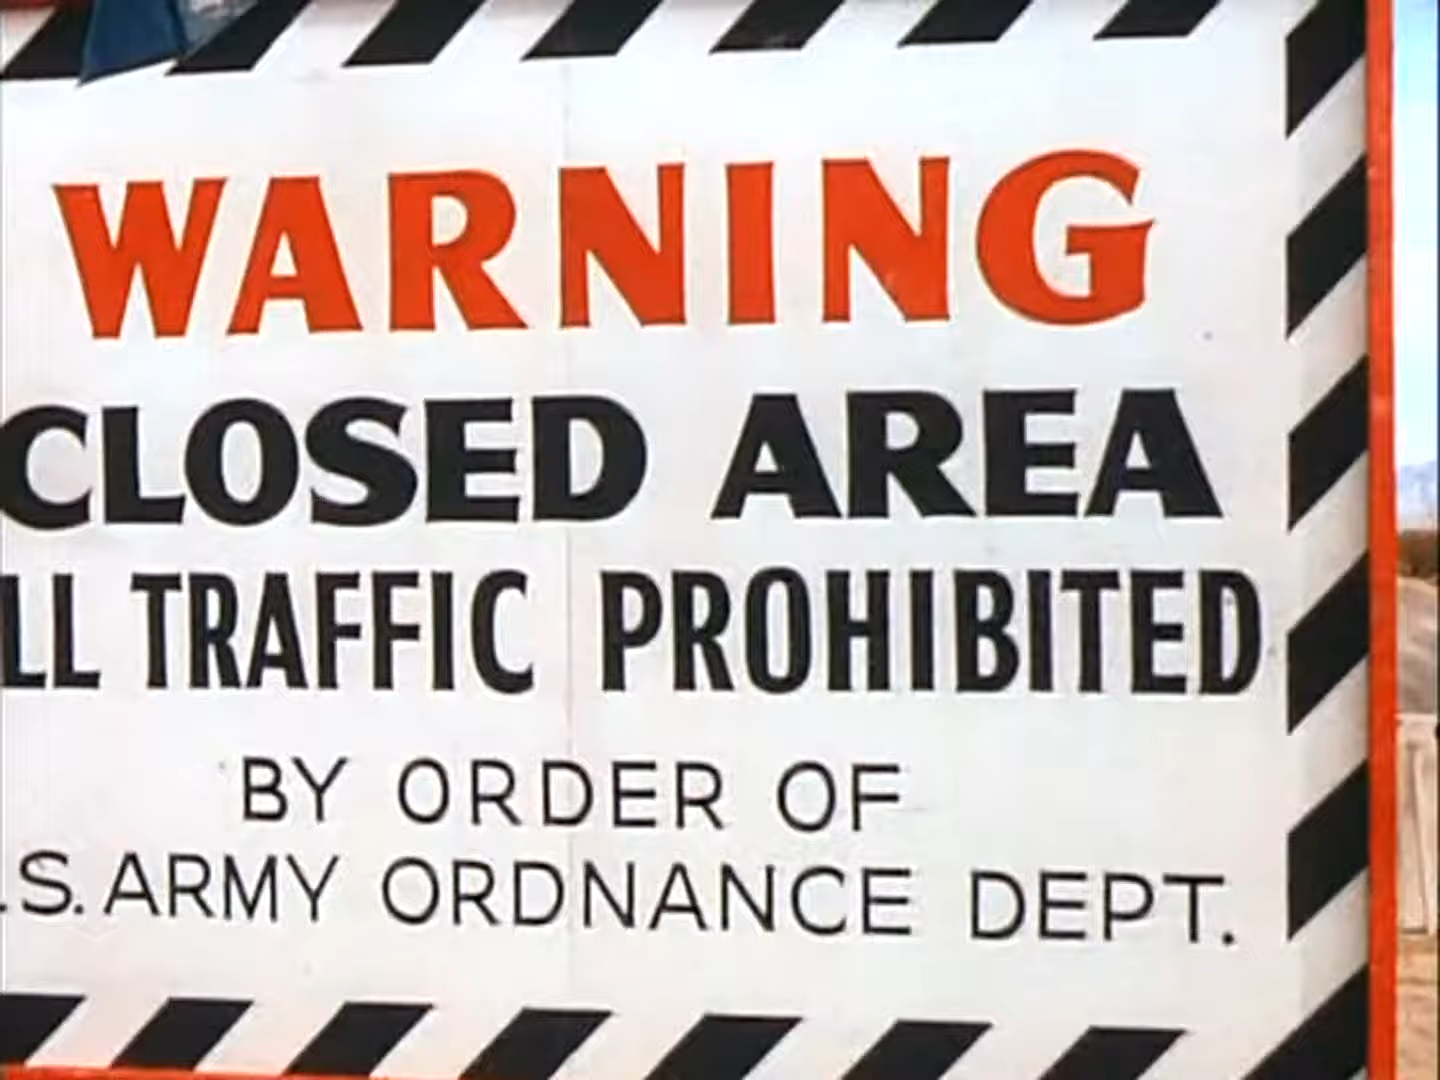 WARNING
CLOSED AREA
LL TRAFFIC PROHIBITED
BY ORDER OF
.S. ARMY ORDNANCE DEPT.